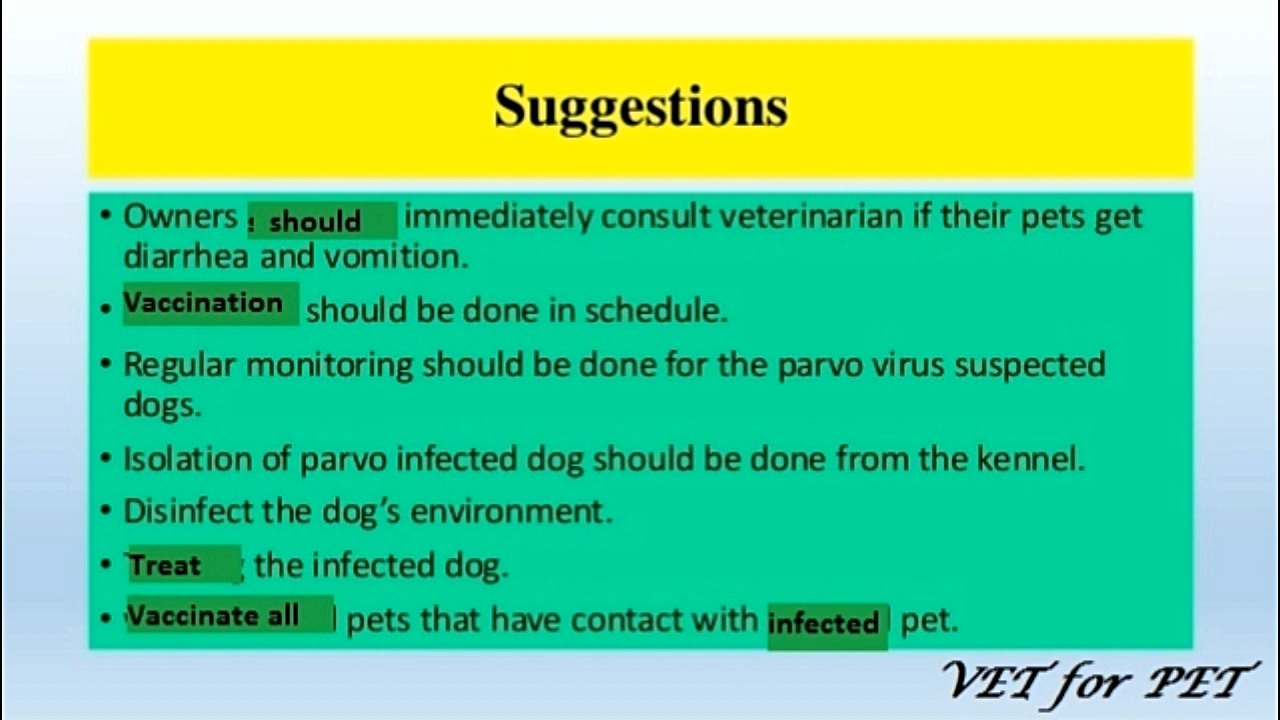 Suggestions
• Owners should immediately consult veterinarian if their pets get
diarrhea and vomition.
• Vaccination should be done in schedule.
• Regular monitoring should be done for the parvo virus suspected
dogs.
• Isolation of parvo infected dog should be done from the kennel.
• Disinfect the dog's environment.
• Treat the infected dog.
• Vaccinate all pets that have contact with infected pet.
VET for PET